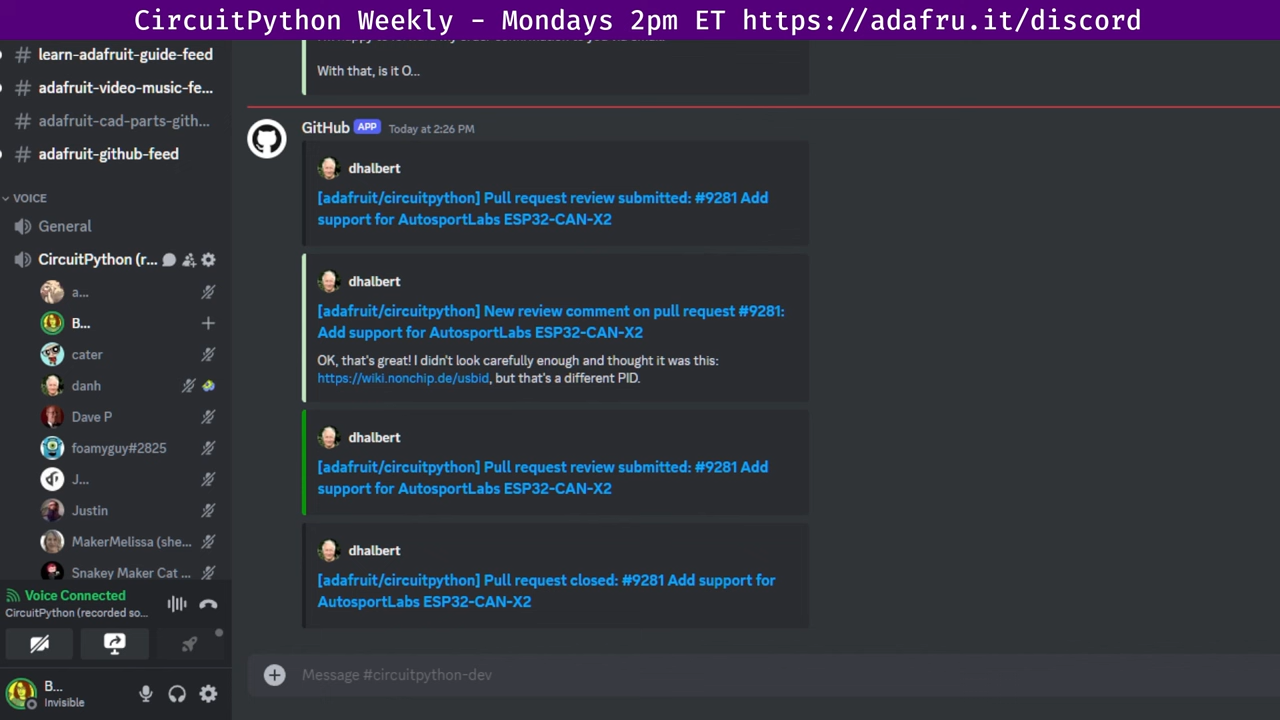 CircuitPython Weekly - Mondays 2pm ET https://adafru.it/discord
learn-adafruit-guide-feed
adafruit-video-music-fe...
adafruit-cad-parts-gith...
adafruit-github-feed
VOICE
General
CircuitPython (r...
a...
B...
cater
danh
Dave P
foamyguy#2825
J...
Justin
MakerMelissa (she...
Snakey Maker Cat ...
Voice Connected
CircuitPython (recorded so...
B...
Invisible
With that, is it O...
GitHub APP Today at 2:26 PM
dhalbert
[adafruit/circuitpython] Pull request review submitted: #9281 Add
support for AutosportLabs ESP32-CAN-X2
dhalbert
[adafruit/circuitpython] New review comment on pull request #9281:
Add support for AutosportLabs ESP32-CAN-X2
OK, that's great! I didn't look carefully enough and thought it was this:
https://wiki.nonchip.de/usbid, but that's a different PID.
dhalbert
[adafruit/circuitpython] Pull request review submitted: #9281 Add
support for AutosportLabs ESP32-CAN-X2
dhalbert
[adafruit/circuitpython] Pull request closed: #9281 Add support for
AutosportLabs ESP32-CAN-X2
Message #circuitpython-dev